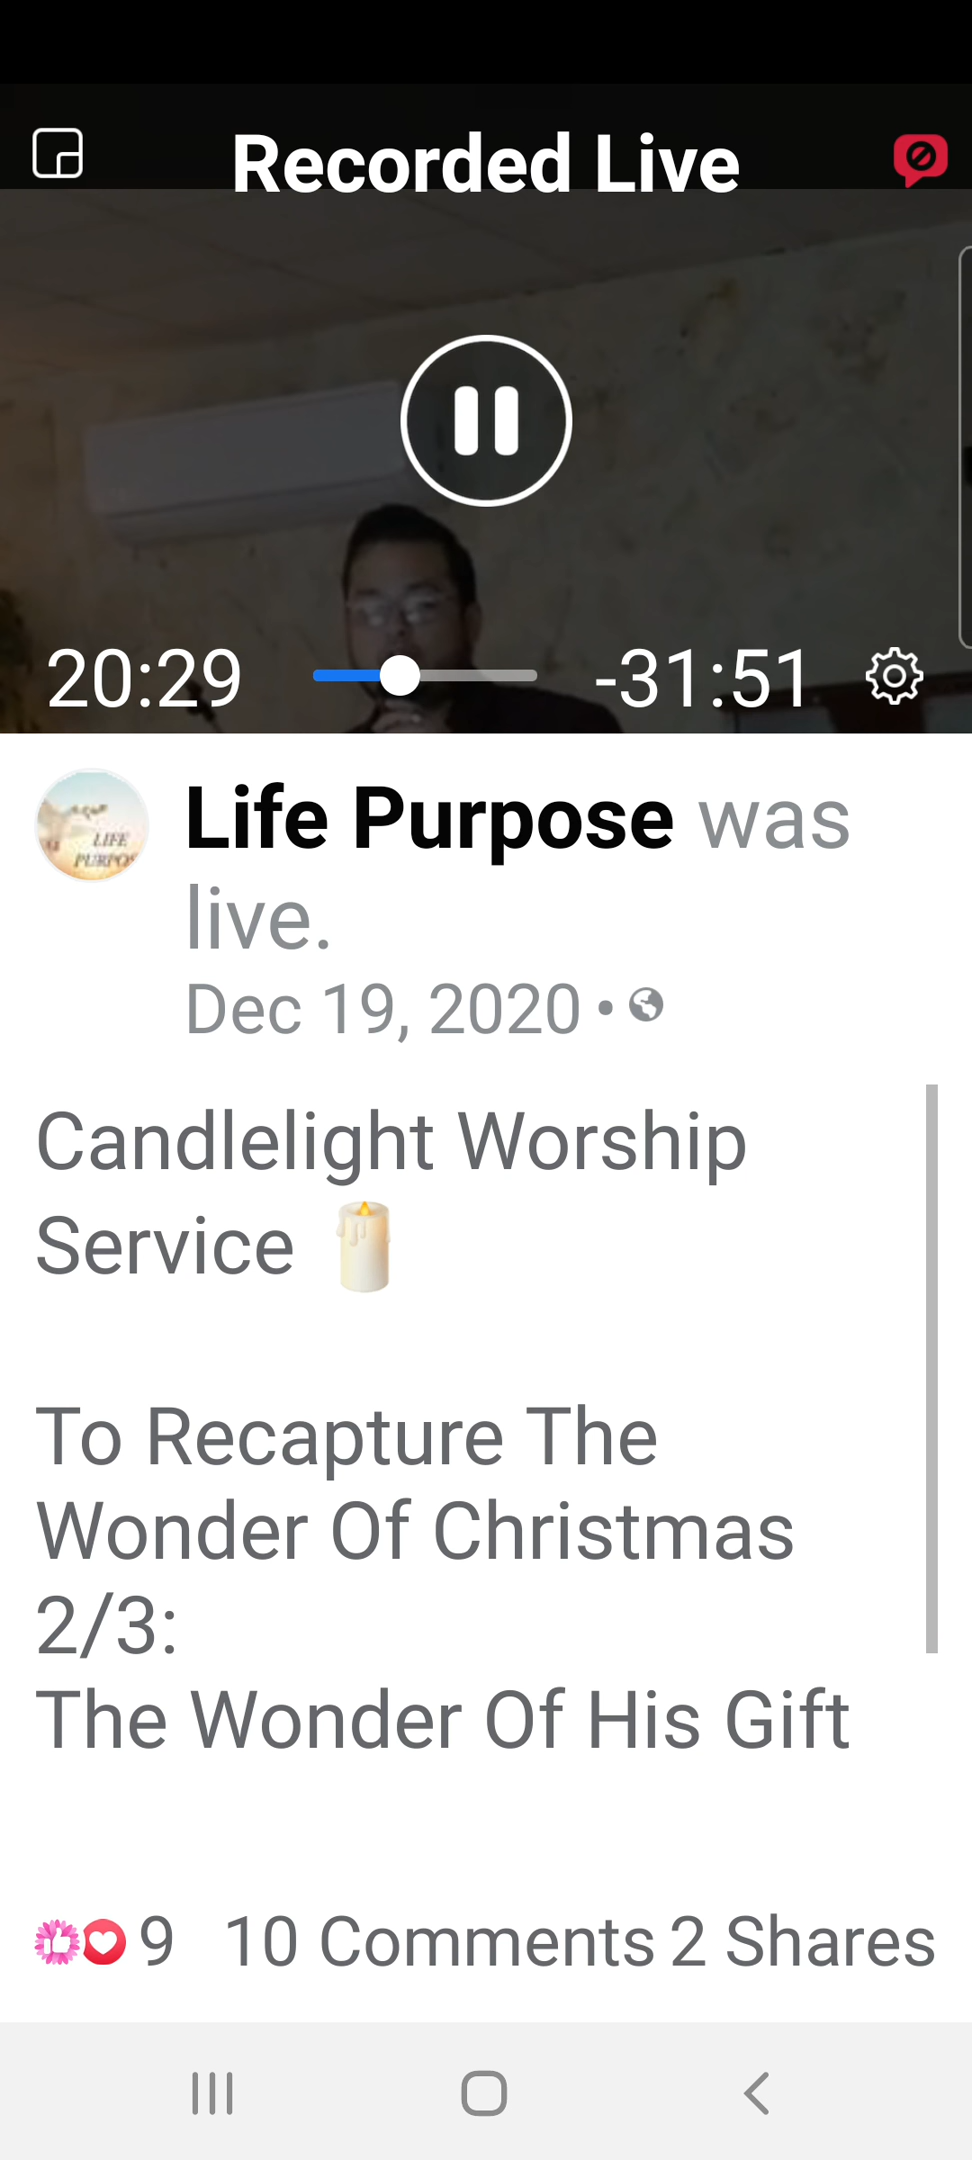 Recorded Live
20:29
-31:51
LIFE
Life Purpose was
live.
Dec 19, 2020 •
Candlelight Worship
Service 🕯️
To Recapture The
Wonder Of Christmas
2/3:
The Wonder Of His Gift
9 10 Comments 2 Shares